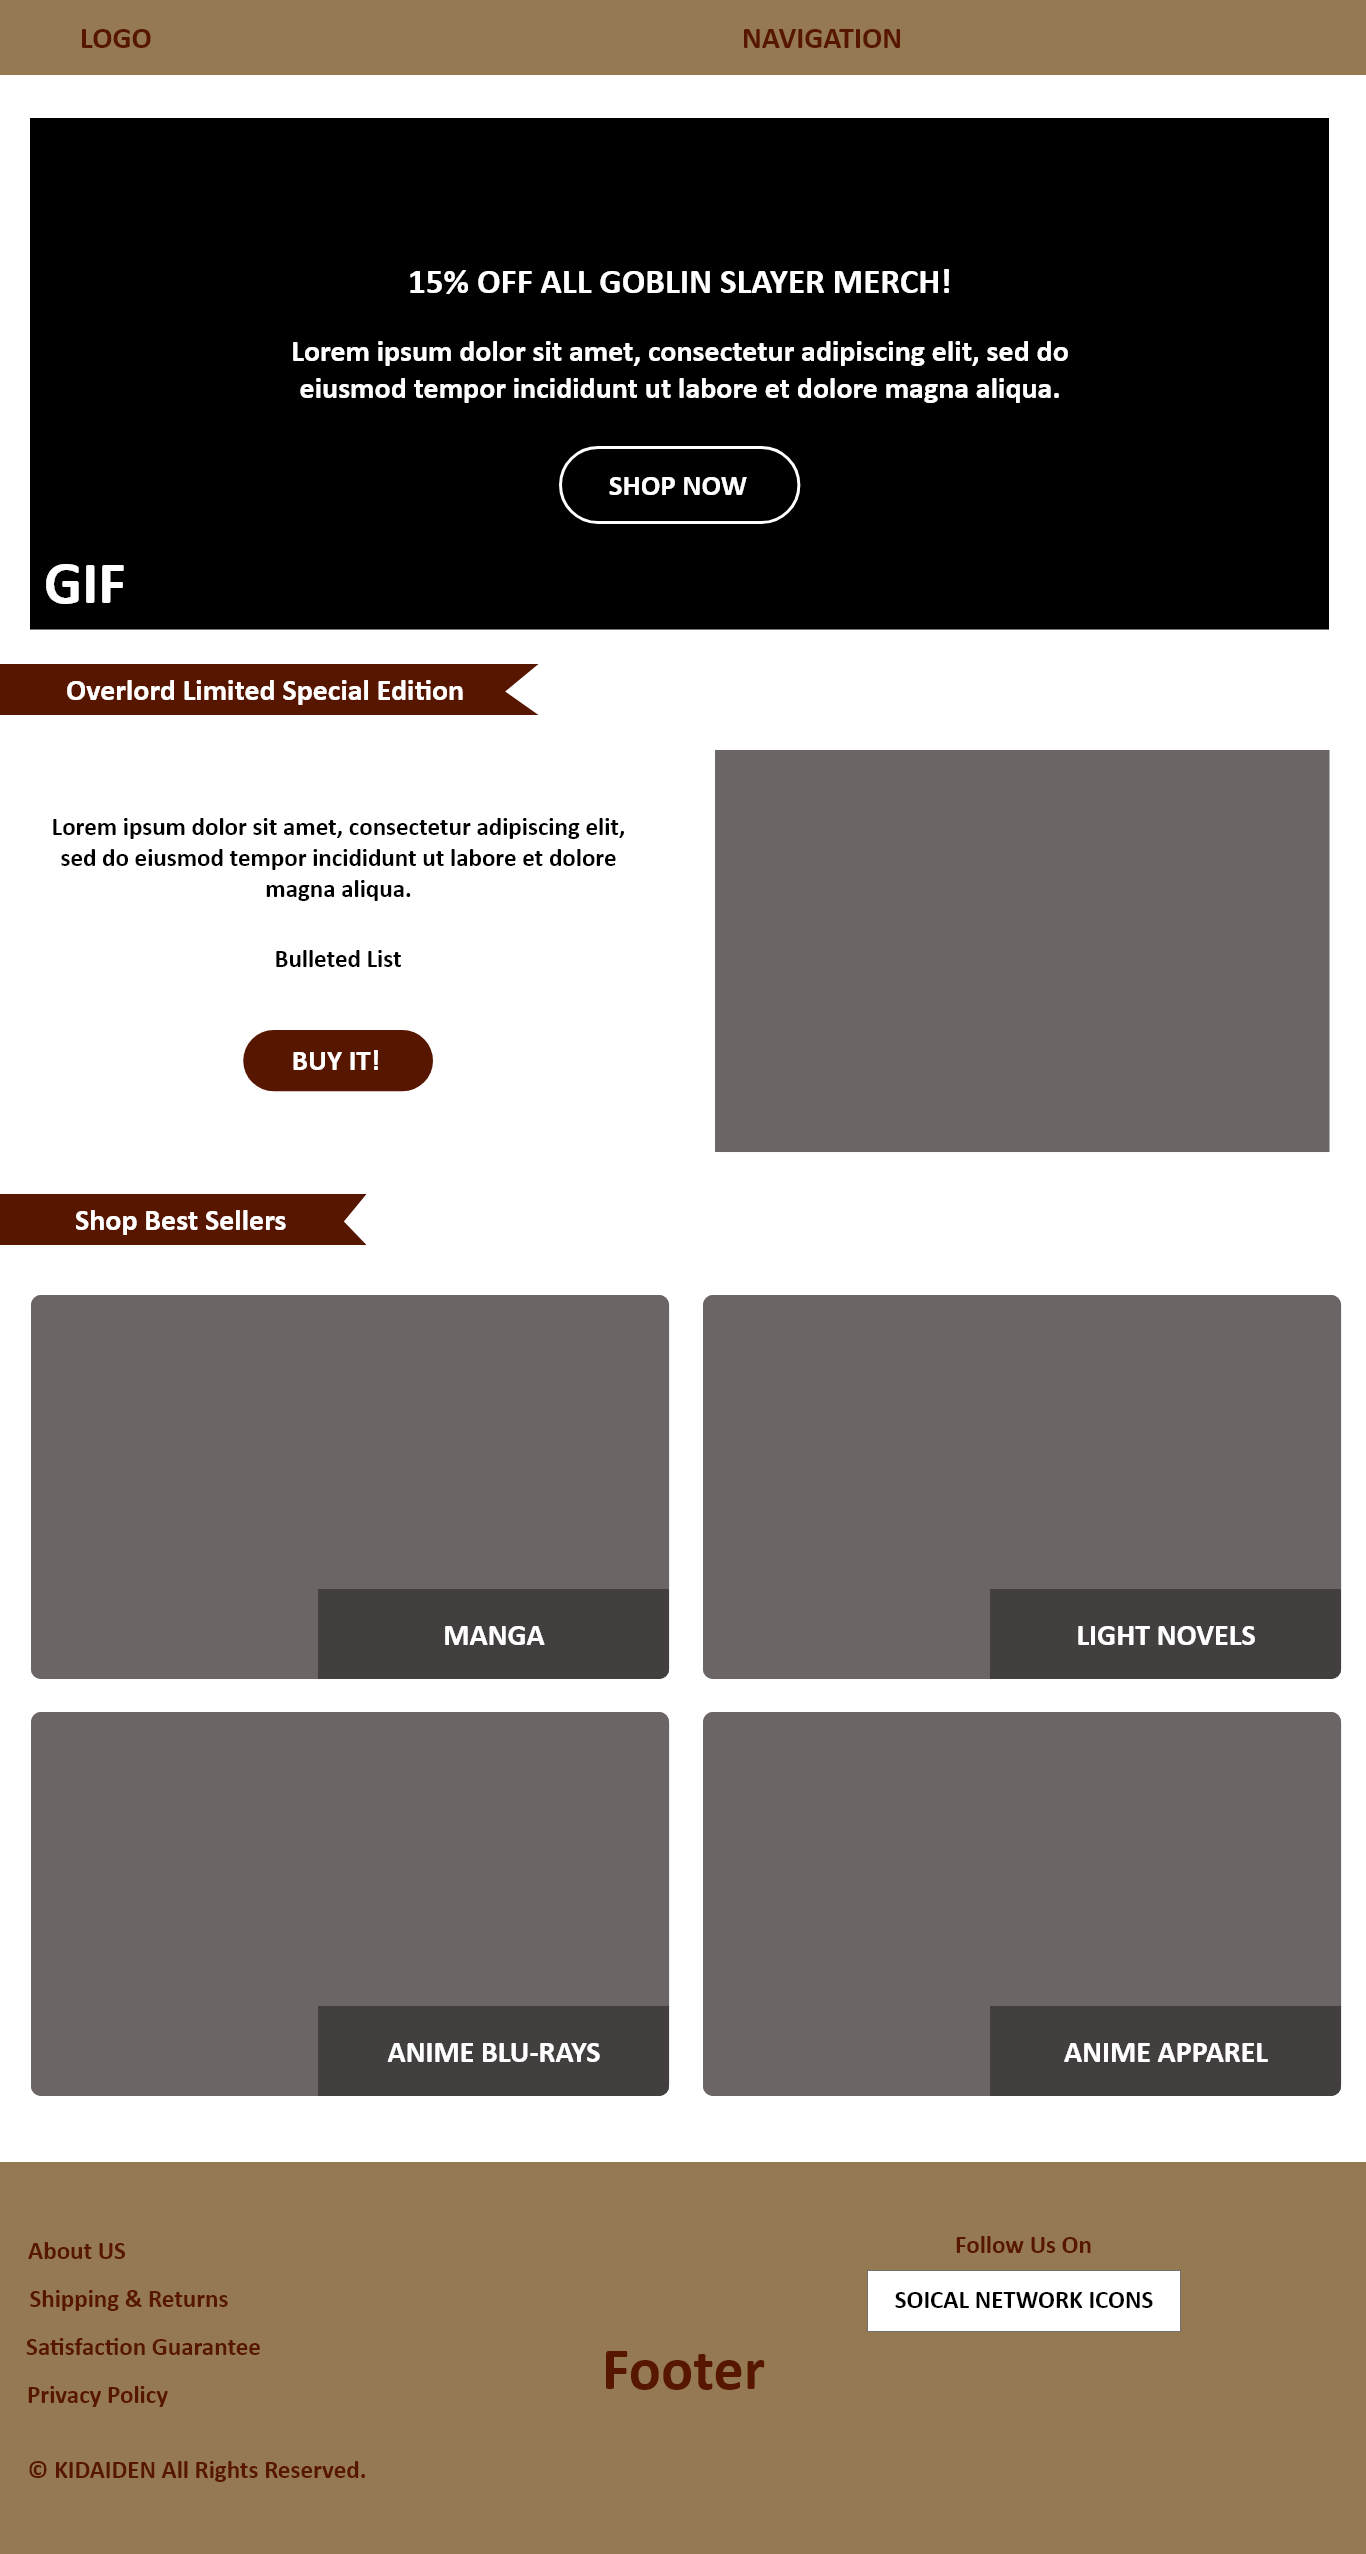 LOGO
NAVIGATION
15% OFF ALL GOBLIN SLAYER MERCH!
Lorem ipsum dolor sit amet, consectetur adipiscing elit, sed do
eiusmod tempor incididunt ut labore et dolore magna aliqua.
SHOP NOW
GIF
Overlord Limited Special Edition
Lorem ipsum dolor sit amet, consectetur adipiscing elit,
sed do eiusmod tempor incididunt ut labore et dolore
magna aliqua.
Bulleted List
BUY IT!
Shop Best Sellers
MANGA
LIGHT NOVELS
ANIME BLU-RAYS
ANIME APPAREL
About US
Shipping & Returns
Satisfaction Guarantee
Privacy Policy
© KIDAIDEN All Rights Reserved.
Footer
Follow Us On
SOICAL NETWORK ICONS